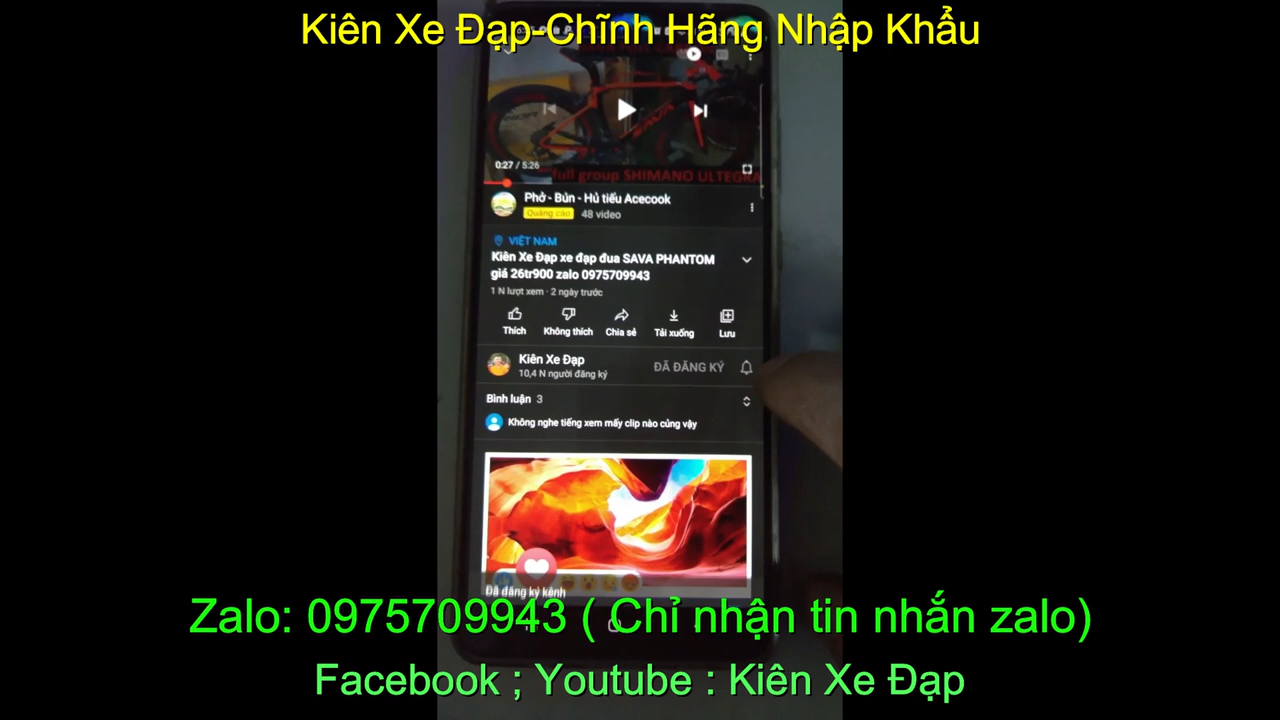 Kiên Xe Đạp-Chĩnh Hãng Nhập Khẩu
SAVA
0:27 / 5:26
full group SHIMANO ULTEGRA
Phở - Bún - Hủ tiếu Acecook
Quảng cáo 48 video
VIỆT NAM
Kiên Xe Đạp xe đạp đua SAVA PHANTOM
giá 26tr900 zalo 0975709943
1 N lượt xem · 2 ngày trước
Thích Không thích Chia sẻ Tải xuống Lưu
Kiên Xe Đạp
10,4 N người đăng ký
ĐÃ ĐĂNG KÝ
Bình luận 3
Không nghe tiếng xem mấy clip nào củng vậy
Đã đăng ký kênh
Zalo: 0975709943 ( Chỉ nhận tin nhắn zalo)
Facebook ; Youtube : Kiên Xe Đạp